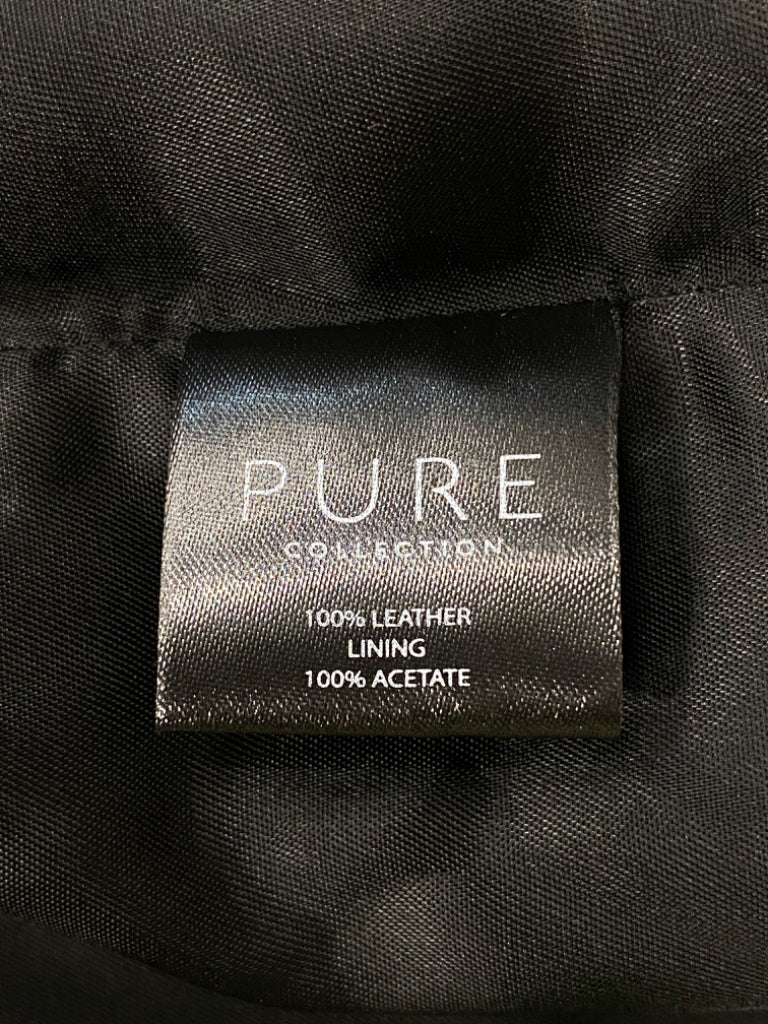 PURE
COLLECTION
100% LEATHER
LINING
100% ACETATE